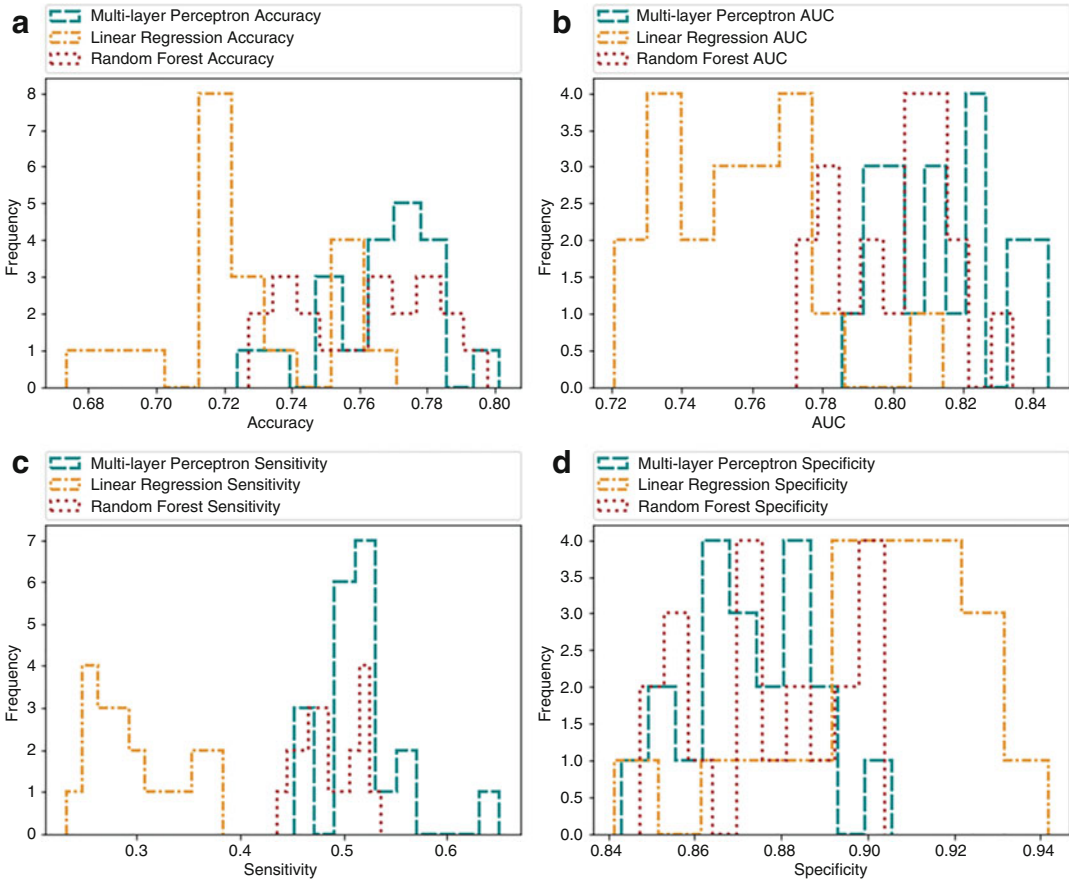 a
Multi-layer Perceptron Accuracy
Linear Regression Accuracy
Random Forest Accuracy
8
7
6
5
4
3
2
1
0
Frequency
0.68 0.70 0.72 0.74 0.76 0.78 0.80
Accuracy
b
Multi-layer Perceptron AUC
Linear Regression AUC
Random Forest AUC
4.0
3.5
3.0
2.5
2.0
1.5
1.0
0.5
0.0
Frequency
0.72 0.74 0.76 0.78 0.80 0.82 0.84
AUC
c
Multi-layer Perceptron Sensitivity
Linear Regression Sensitivity
Random Forest Sensitivity
7
6
5
4
3
2
1
0
Frequency
0.3 0.4 0.5 0.6
Sensitivity
d
Multi-layer Perceptron Specificity
Linear Regression Specificity
Random Forest Specificity
4.0
3.5
3.0
2.5
2.0
1.5
1.0
0.5
0.0
Frequency
0.84 0.86 0.88 0.90 0.92 0.94
Specificity